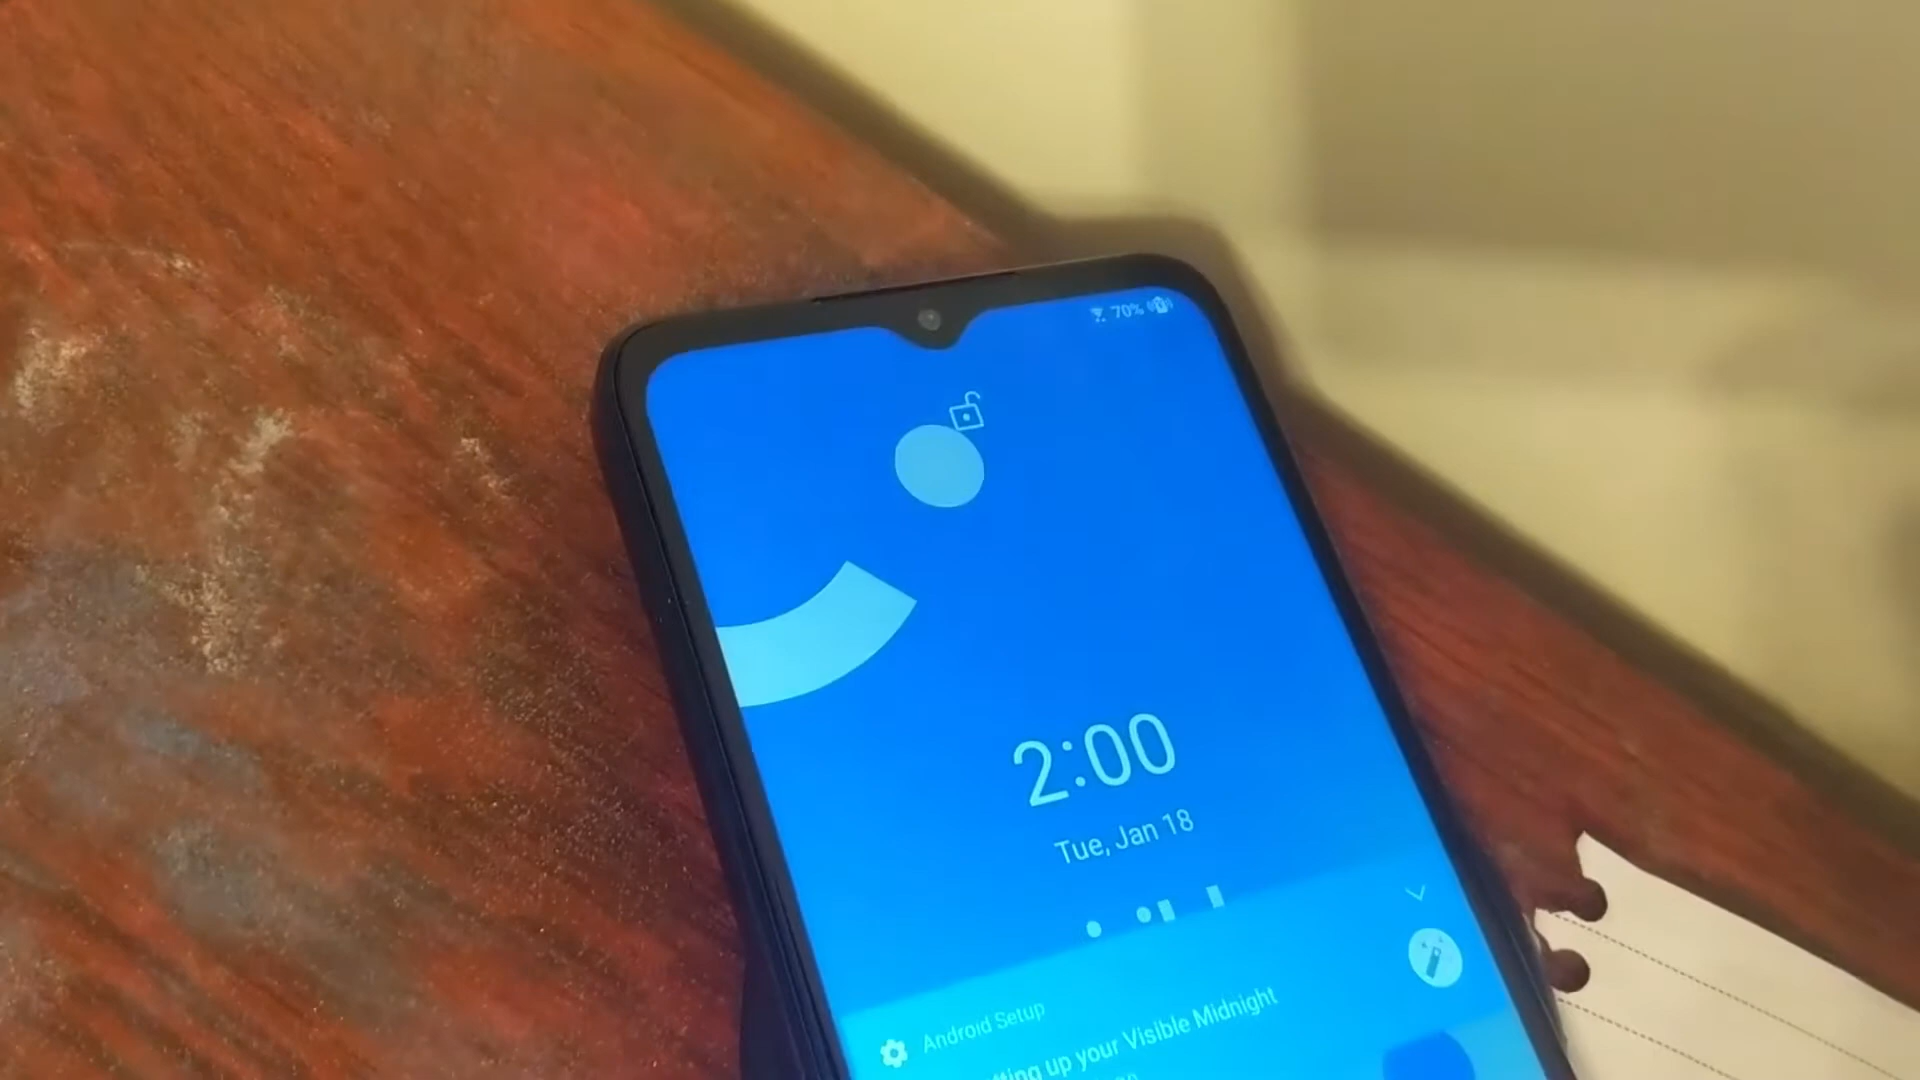 70%
2:00
Tue, Jan 18
Android Setup
up your Visible Midnight